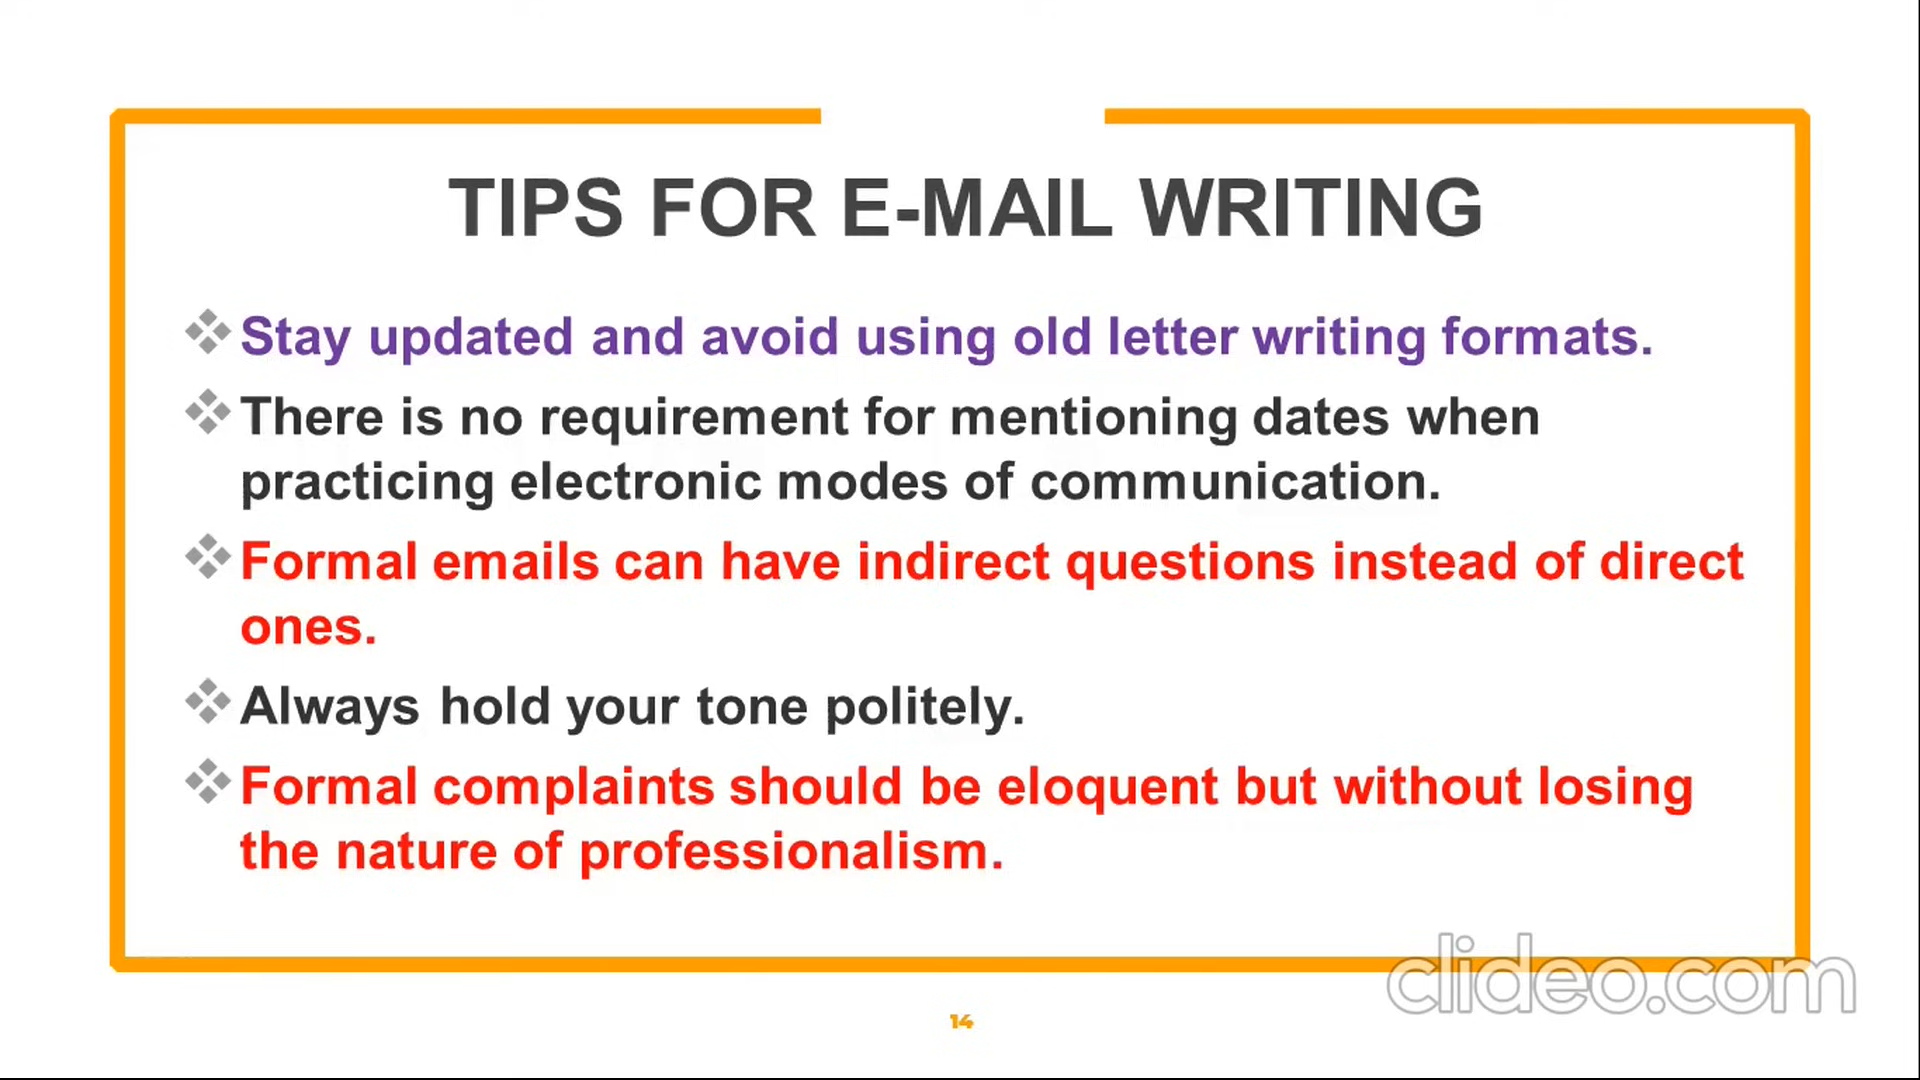 TIPS FOR E-MAIL WRITING
Stay updated and avoid using old letter writing formats.
There is no requirement for mentioning dates when
practicing electronic modes of communication.
Formal emails can have indirect questions instead of direct
ones.
Always hold your tone politely.
Formal complaints should be eloquent but without losing
the nature of professionalism.
clideo.com
14